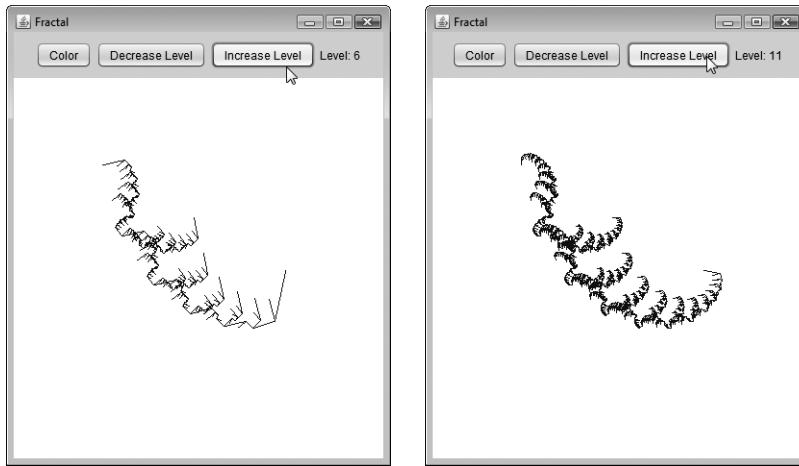 Fractal
Color Decrease Level Increase Level Level: 6
Fractal
Color Decrease Level Increase Level Level: 11